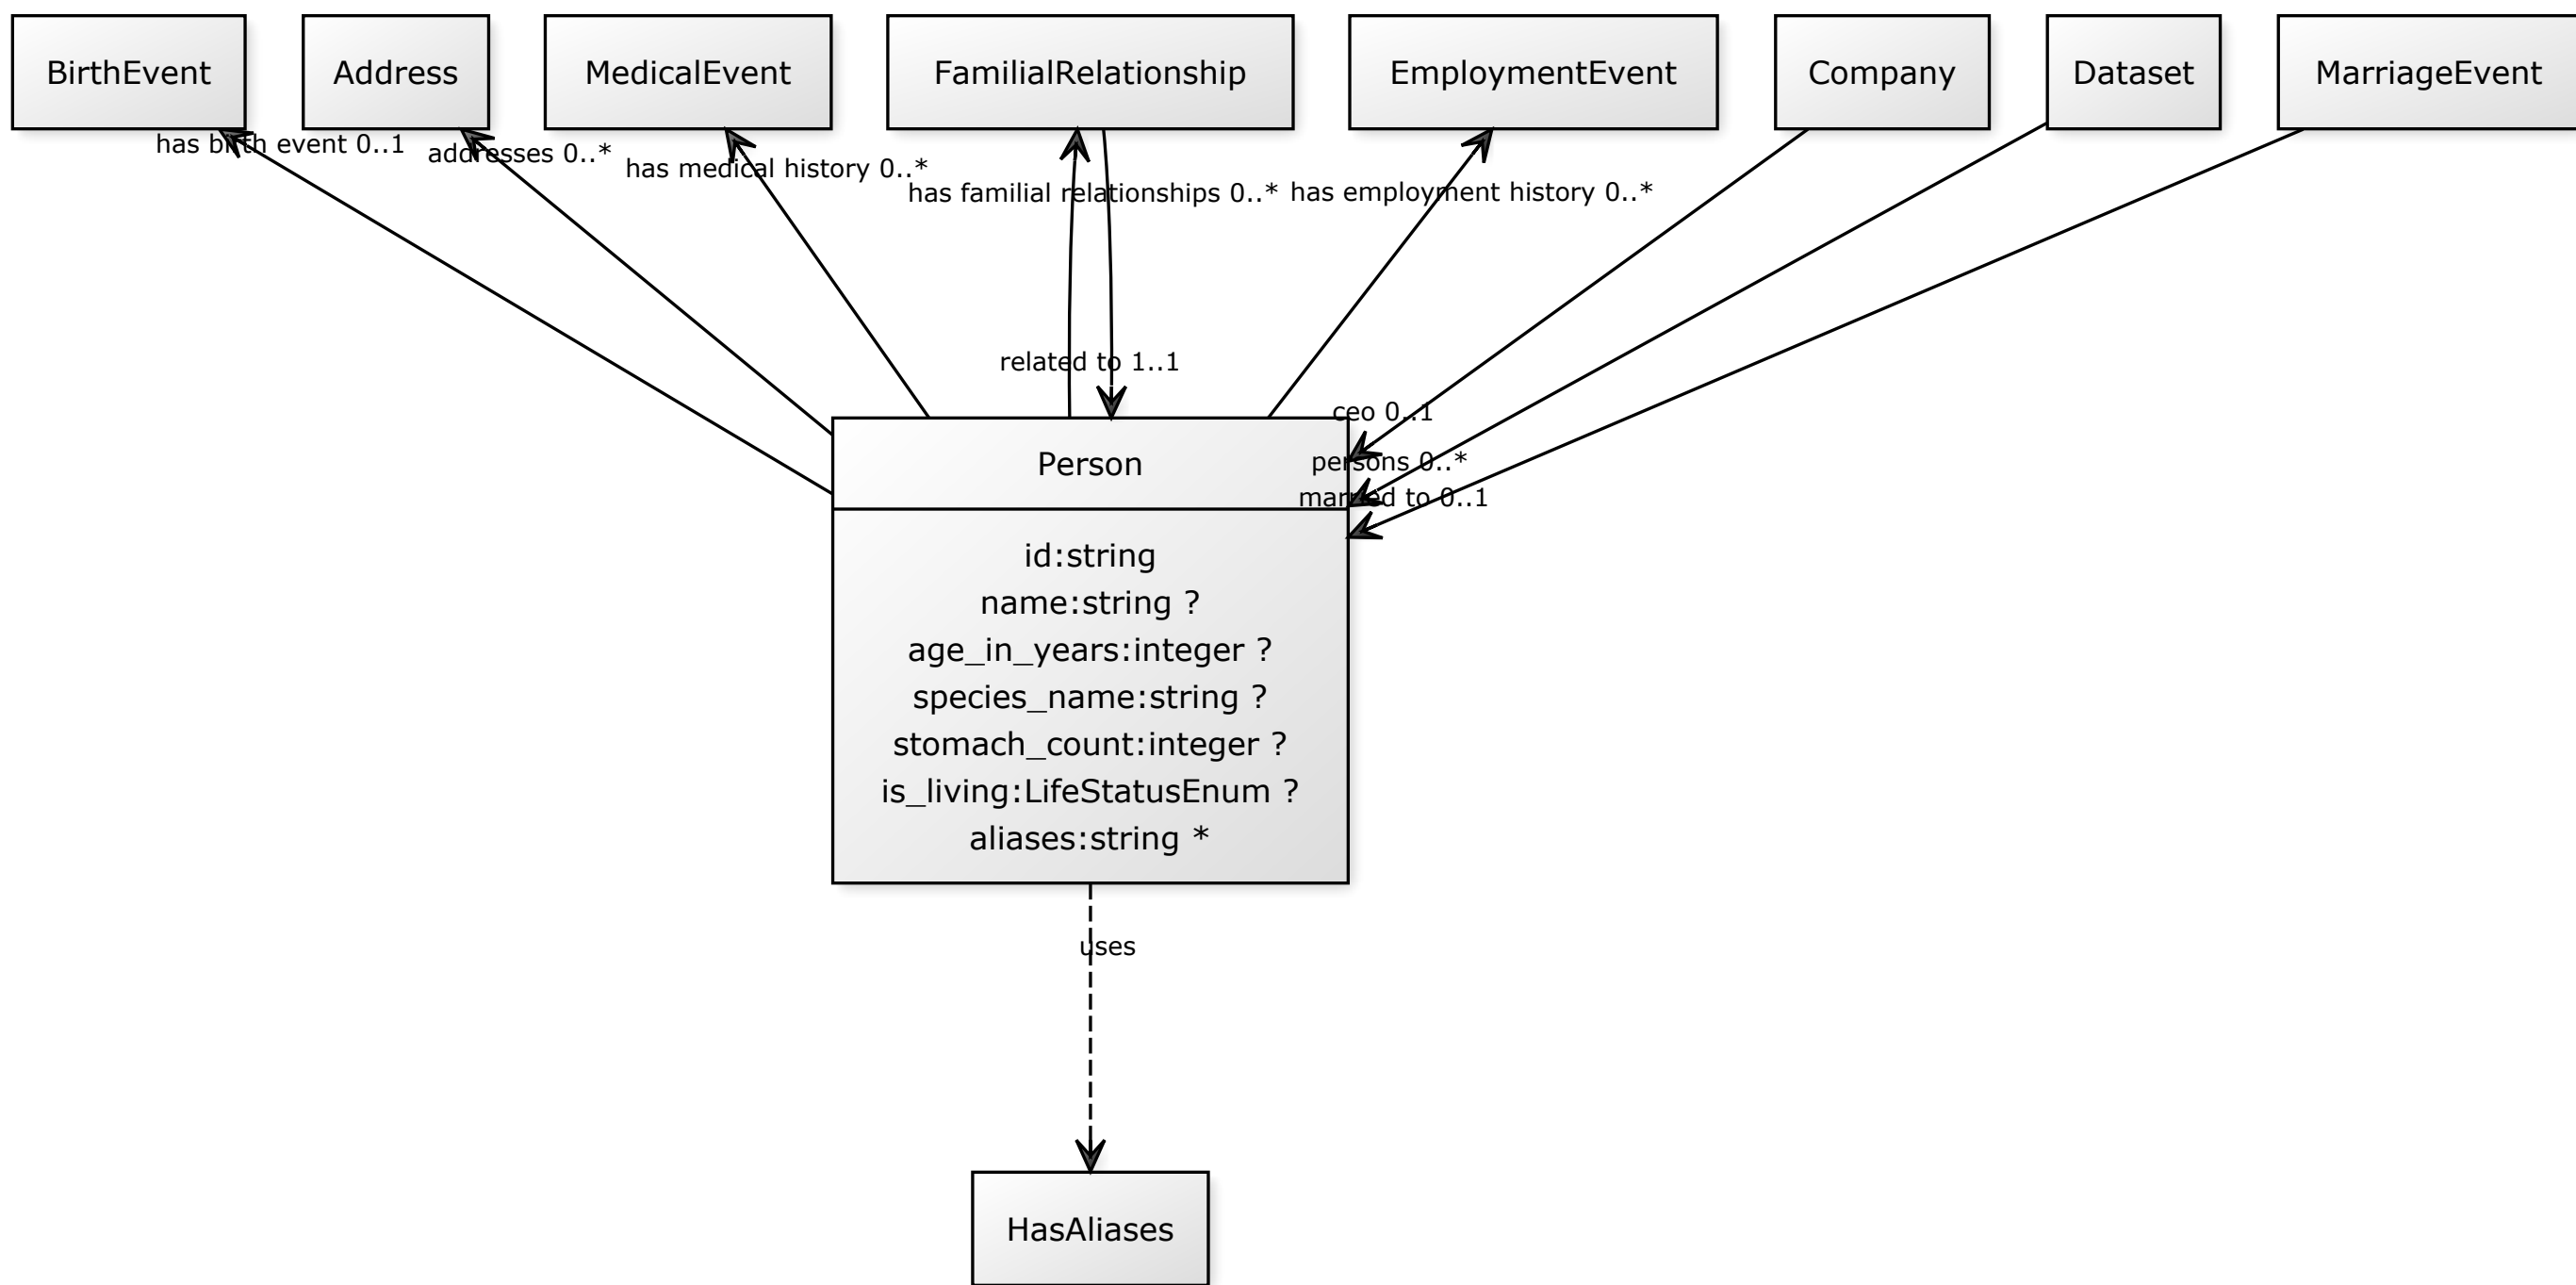 BirthEvent
Address
MedicalEvent
FamilialRelationship
EmploymentEvent
Company
Dataset
MarriageEvent
has birth event 0..1
addresses 0..*
has medical history 0..*
has familial relationships 0..*
has employment history 0..*
related to 1..1
ceo 0..1
persons 0..*
married to 0..1
Person
id:string
name:string ?
age_in_years:integer ?
species_name:string ?
stomach_count:integer ?
is_living:LifeStatusEnum ?
aliases:string *
uses
HasAliases